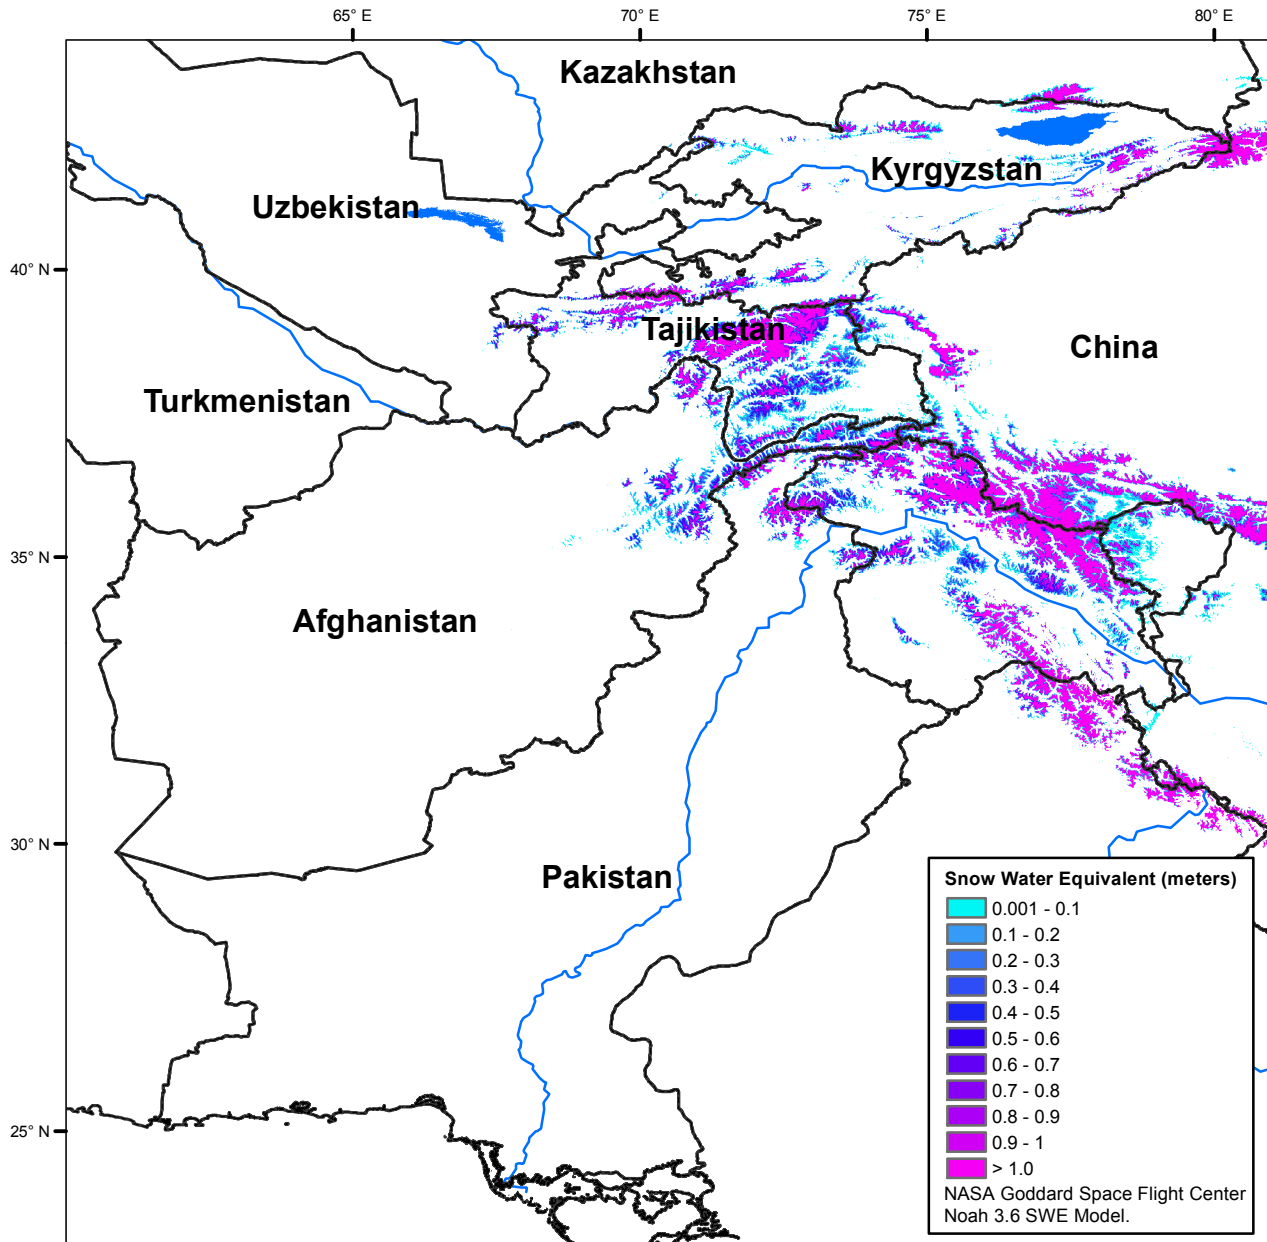 65° E
70° E
75° E
80° E
Kazakhstan
Kyrgyzstan
Uzbekistan
40° N
Tajikistan
China
Turkmenistan
35° N
Afghanistan
30° N
Pakistan
Snow Water Equivalent (meters)
0.001 - 0.1
0.1 - 0.2
0.2 - 0.3
0.3 - 0.4
0.4 - 0.5
0.5 - 0.6
0.6 - 0.7
0.7 - 0.8
0.8 - 0.9
0.9 - 1
> 1.0
NASA Goddard Space Flight Center
Noah 3.6 SWE Model.
25° N